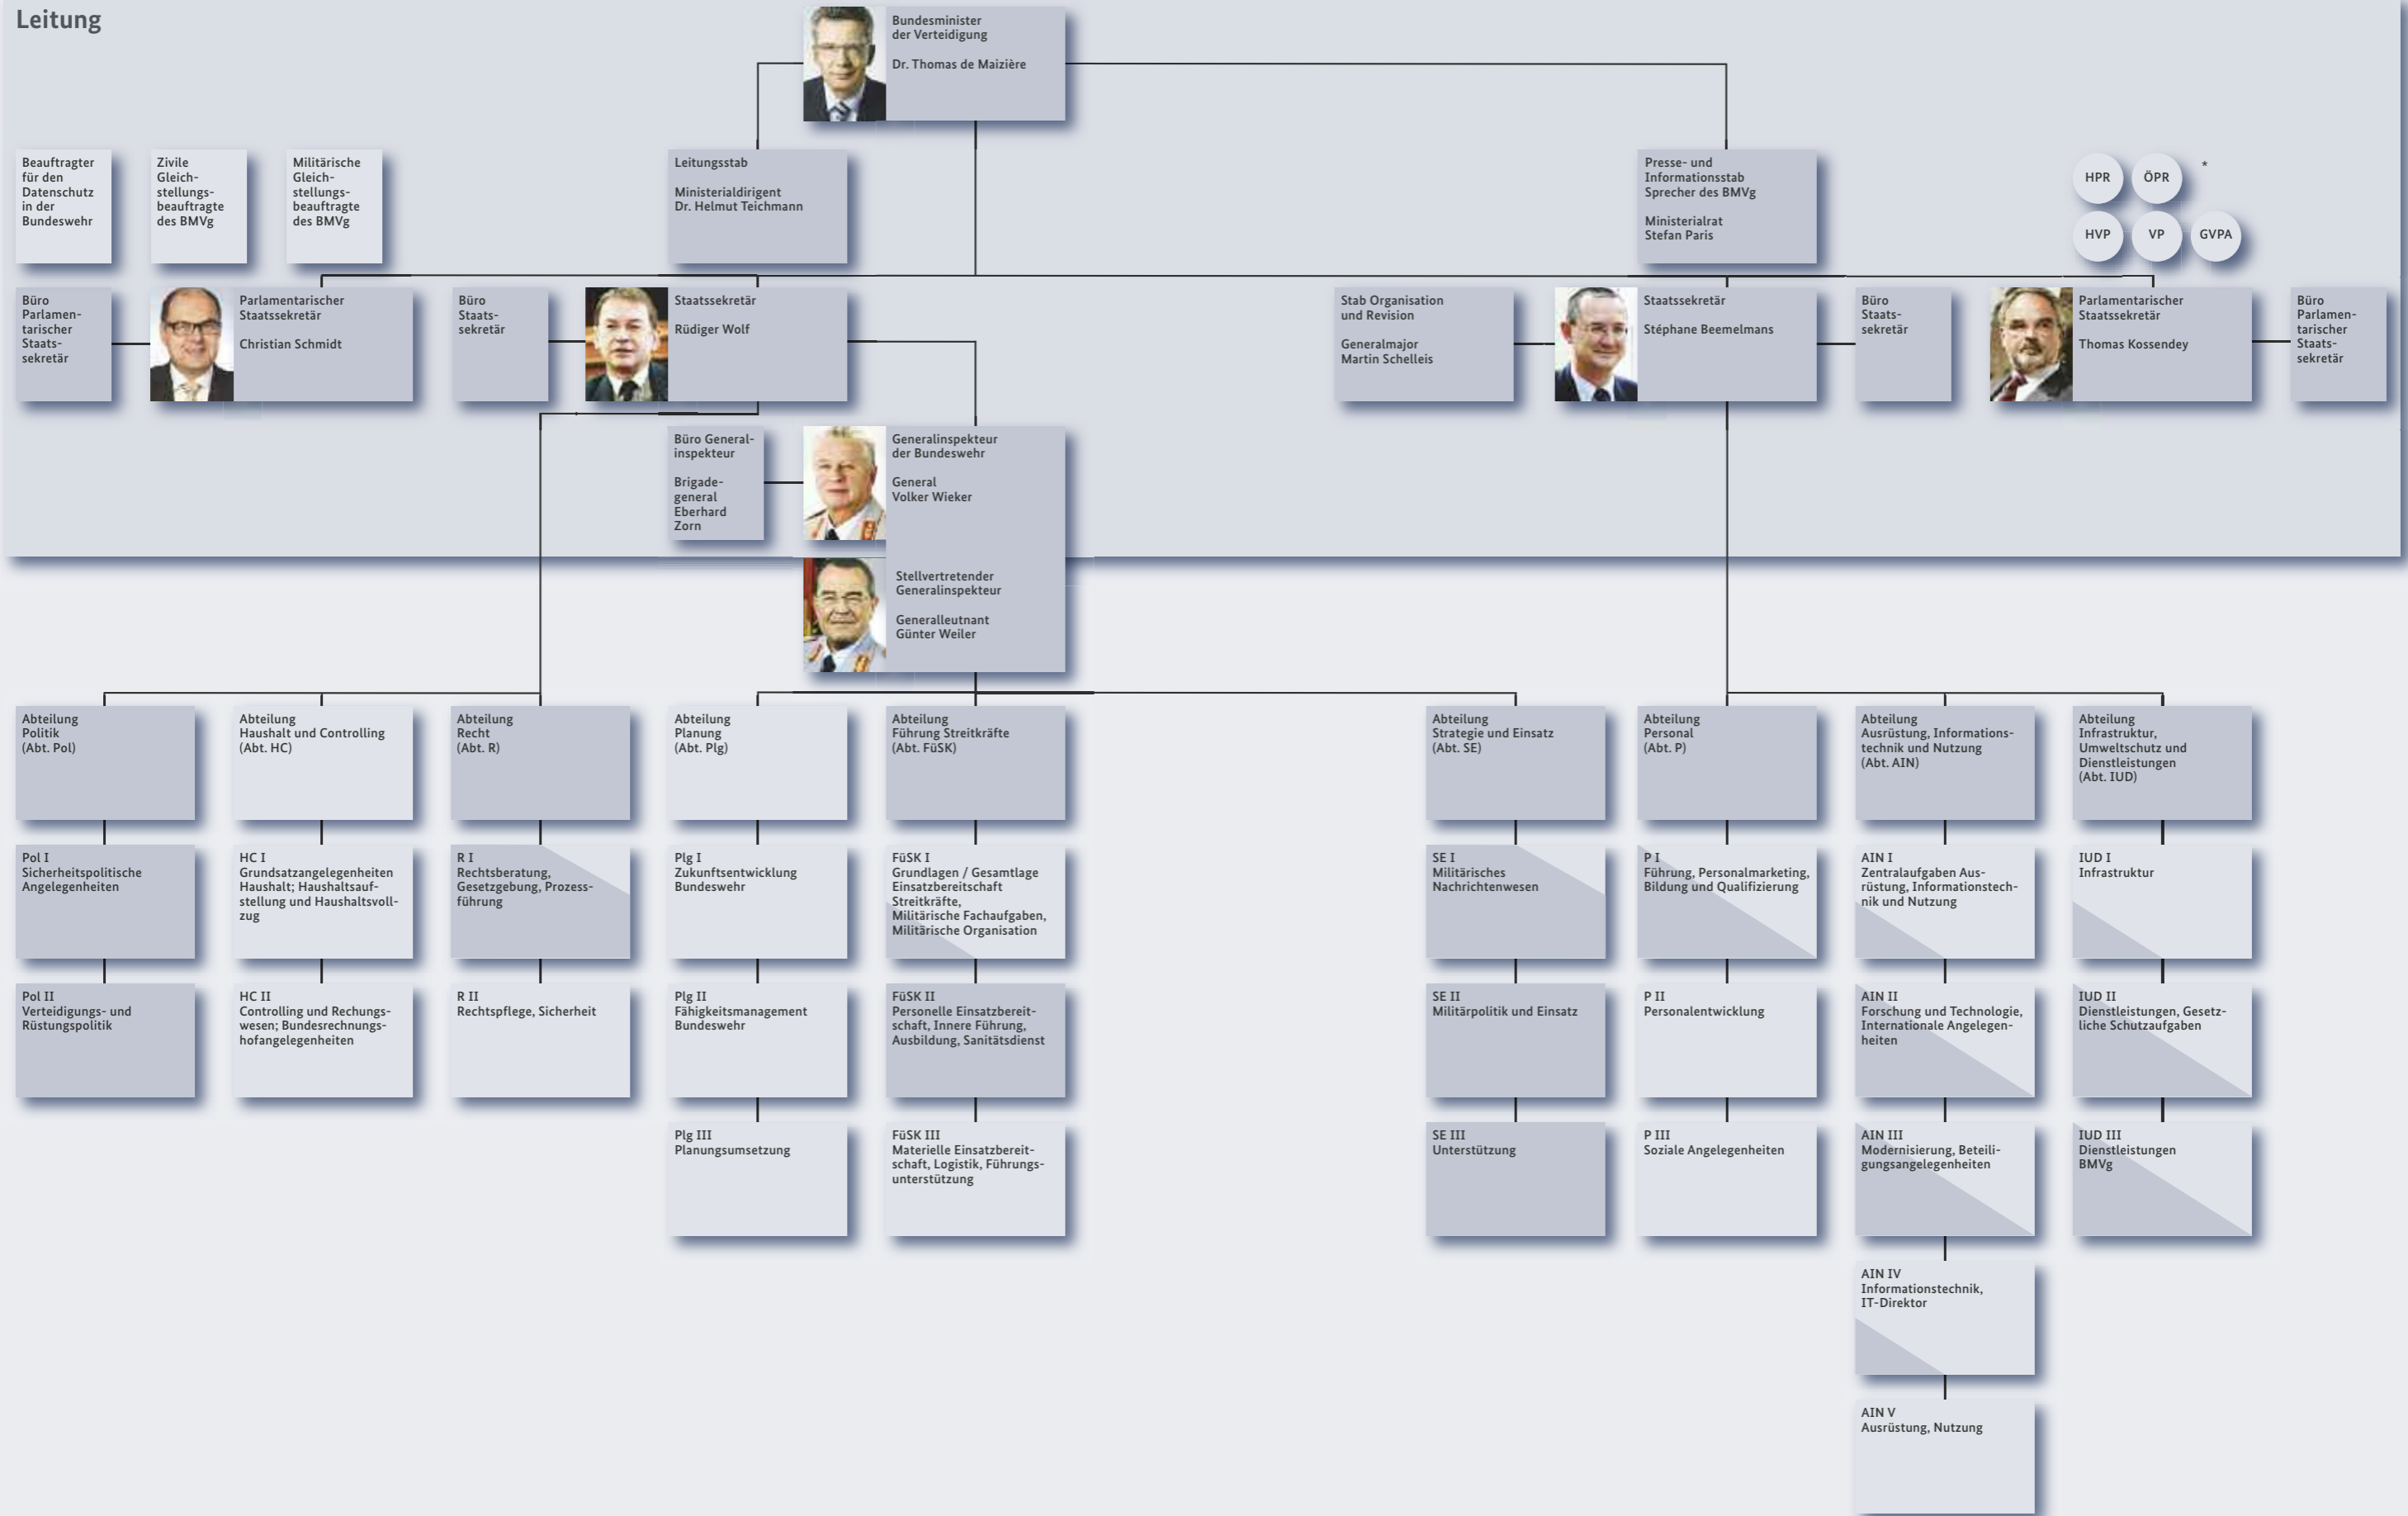 Leitung
Bundesminister
der Verteidigung
Dr. Thomas de Maizière
Beauftragter
für den
Datenschutz
in der
Bundeswehr
Zivile
Gleich-
stellungs-
beauftragte
des BMVg
Militärische
Gleich-
stellungs-
beauftragte
des BMVg
Leitungsstab
Ministerialdirigent
Dr. Helmut Teichmann
Presse- und
Informationsstab
Sprecher des BMVg
Ministerialrat
Stefan Paris
HPR
ÖPR
*
HVP
VP
GVPA
Büro
Parlamen-
tarischer
Staats-
sekretär
Parlamentarischer
Staatssekretär
Christian Schmidt
Büro
Staats-
sekretär
Staatssekretär
Rüdiger Wolf
Stab Organisation
und Revision
Generalmajor
Martin Schelleis
Staatssekretär
Stéphane Beemelmans
Büro
Staats-
sekretär
Parlamentarischer
Staatssekretär
Thomas Kossendey
Büro
Parlamen-
tarischer
Staats-
sekretär
Büro General-
inspekteur
Brigade-
general
Eberhard
Zorn
Generalinspekteur
der Bundeswehr
General
Volker Wieker
Stellvertretender
Generalinspekteur
Generalleutnant
Günter Weiler
Abteilung
Politik
(Abt. Pol)
Abteilung
Haushalt und Controlling
(Abt. HC)
Abteilung
Recht
(Abt. R)
Abteilung
Planung
(Abt. Plg)
Abteilung
Führung Streitkräfte
(Abt. FüSK)
Abteilung
Strategie und Einsatz
(Abt. SE)
Abteilung
Personal
(Abt. P)
Abteilung
Ausrüstung, Informations-
technik und Nutzung
(Abt. AIN)
Abteilung
Infrastruktur,
Umweltschutz und
Dienstleistungen
(Abt. IUD)
Pol I
Sicherheitspolitische
Angelegenheiten
HC I
Grundsatzangelegenheiten
Haushalt; Haushaltsauf-
stellung und Haushaltsvoll-
zug
R I
Rechtsberatung,
Gesetzgebung, Prozess-
führung
Plg I
Zukunftsentwicklung
Bundeswehr
FüSK I
Grundlagen / Gesamtlage
Einsatzbereitschaft
Streitkräfte,
Militärische Fachaufgaben,
Militärische Organisation
SE I
Militärisches
Nachrichtenwesen
P I
Führung, Personalmarketing,
Bildung und Qualifizierung
AIN I
Zentralaufgaben Aus-
rüstung, Informationstech-
nik und Nutzung
IUD I
Infrastruktur
Pol II
Verteidigungs- und
Rüstungspolitik
HC II
Controlling und Rechungs-
wesen; Bundesrechnungs-
hofangelegenheiten
R II
Rechtspflege, Sicherheit
Plg II
Fähigkeitsmanagement
Bundeswehr
FüSK II
Personelle Einsatzbereit-
schaft, Innere Führung,
Ausbildung, Sanitätsdienst
SE II
Militärpolitik und Einsatz
P II
Personalentwicklung
AIN II
Forschung und Technologie,
Internationale Angelegen-
heiten
IUD II
Dienstleistungen, Gesetz-
liche Schutzaufgaben
Plg III
Planungsumsetzung
FüSK III
Materielle Einsatzbereit-
schaft, Logistik, Führungs-
unterstützung
SE III
Unterstützung
P III
Soziale Angelegenheiten
AIN III
Modernisierung, Beteili-
gungsangelegenheiten
IUD III
Dienstleistungen
BMVg
AIN IV
Informationstechnik,
IT-Direktor
AIN V
Ausrüstung, Nutzung